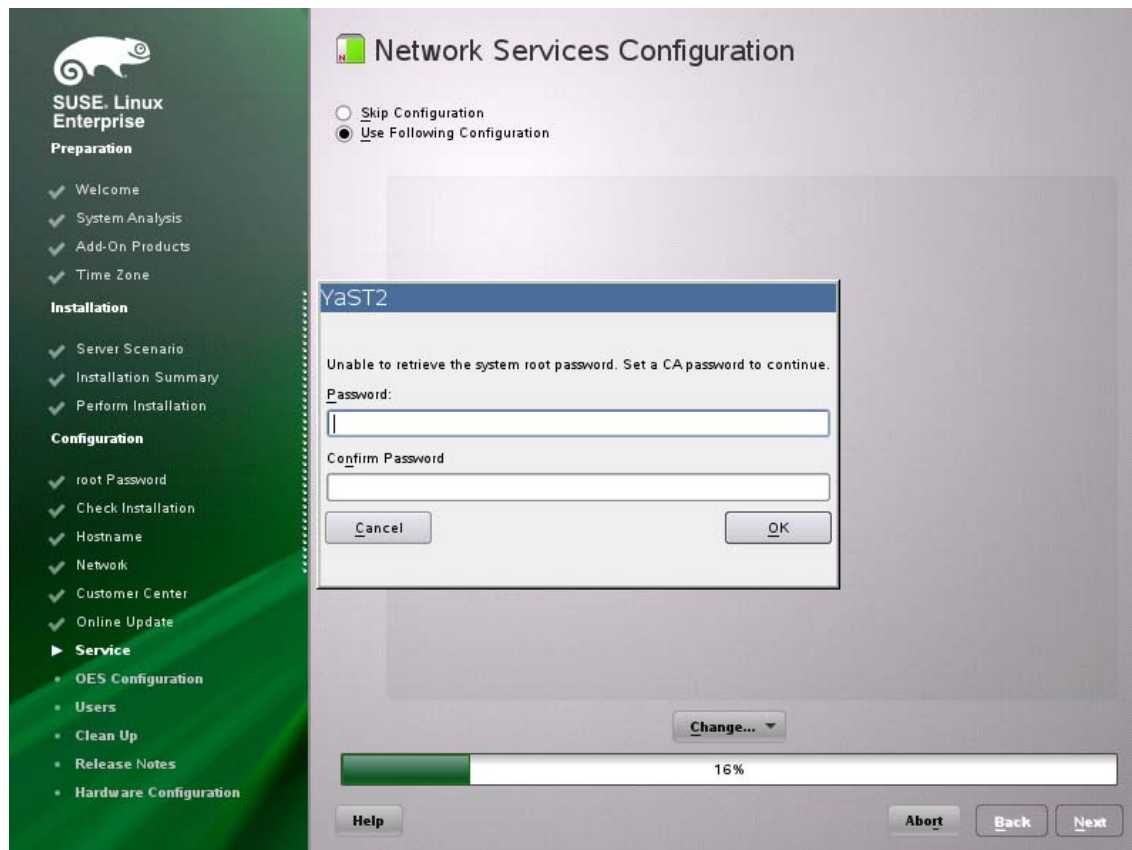 SUSE. Linux
Enterprise
Preparation
Welcome
System Analysis
Add-On Products
Time Zone
Installation
Server Scenario
Installation Summary
Perform Installation
Configuration
root Password
Check Installation
Hostname
Network
Customer Center
Online Update
Service
OES Configuration
Users
Clean Up
Release Notes
Hardware Configuration
N
Network Services Configuration
Skip Configuration
Use Following Configuration
YaST2
Unable to retrieve the system root password. Set a CA password to continue.
Password:
Confirm Password
Cancel
OK
Change...
16%
Help
Abort
Back
Next